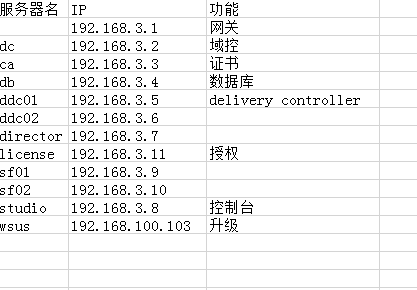 服务器名 IP 功能
192.168.3.1 网关
dc 192.168.3.2 域控
ca 192.168.3.3 证书
db 192.168.3.4 数据库
ddc01 192.168.3.5 delivery controller
ddc02 192.168.3.6
director 192.168.3.7
license 192.168.3.11 授权
sf01 192.168.3.9
sf02 192.168.3.10
studio 192.168.3.8 控制台
wsus 192.168.100.103 升级